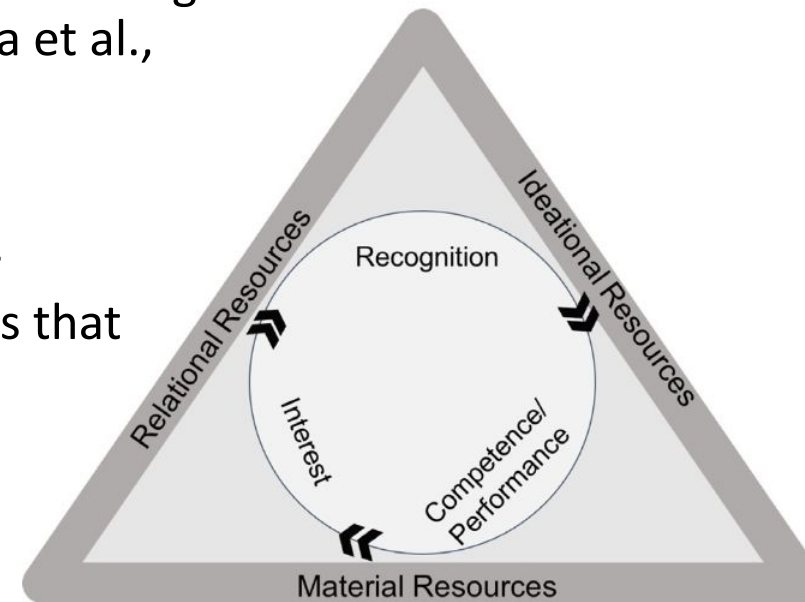 a et al.,
s that
Relational Resources
Ideational Resources
Recognition
Interest
Competence/
Performance
Material Resources